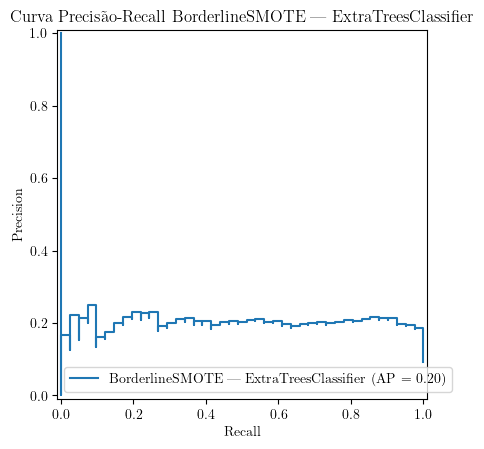 Curva Precisão-Recall BorderlineSMOTE — ExtraTreesClassifier
1.0
0.8
0.6
0.4
0.2
0.0
Precision
BorderlineSMOTE — ExtraTreesClassifier (AP = 0.20)
0.0 0.2 0.4 0.6 0.8 1.0
Recall